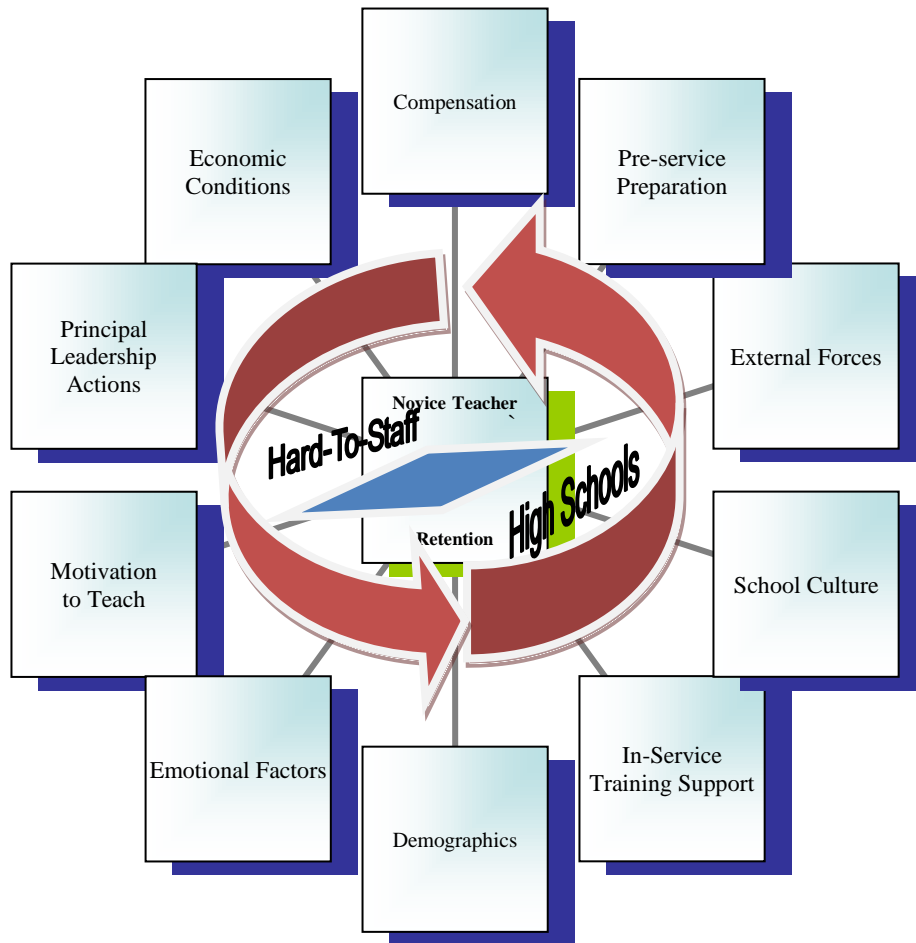 Compensation
Economic
Conditions
Pre-service
Preparation
Principal
Leadership
Actions
External Forces
Novice Teacher
`
Hard-To-Staff
High Schools
Retention
Motivation
to Teach
School Culture
Emotional Factors
In-Service
Training Support
Demographics